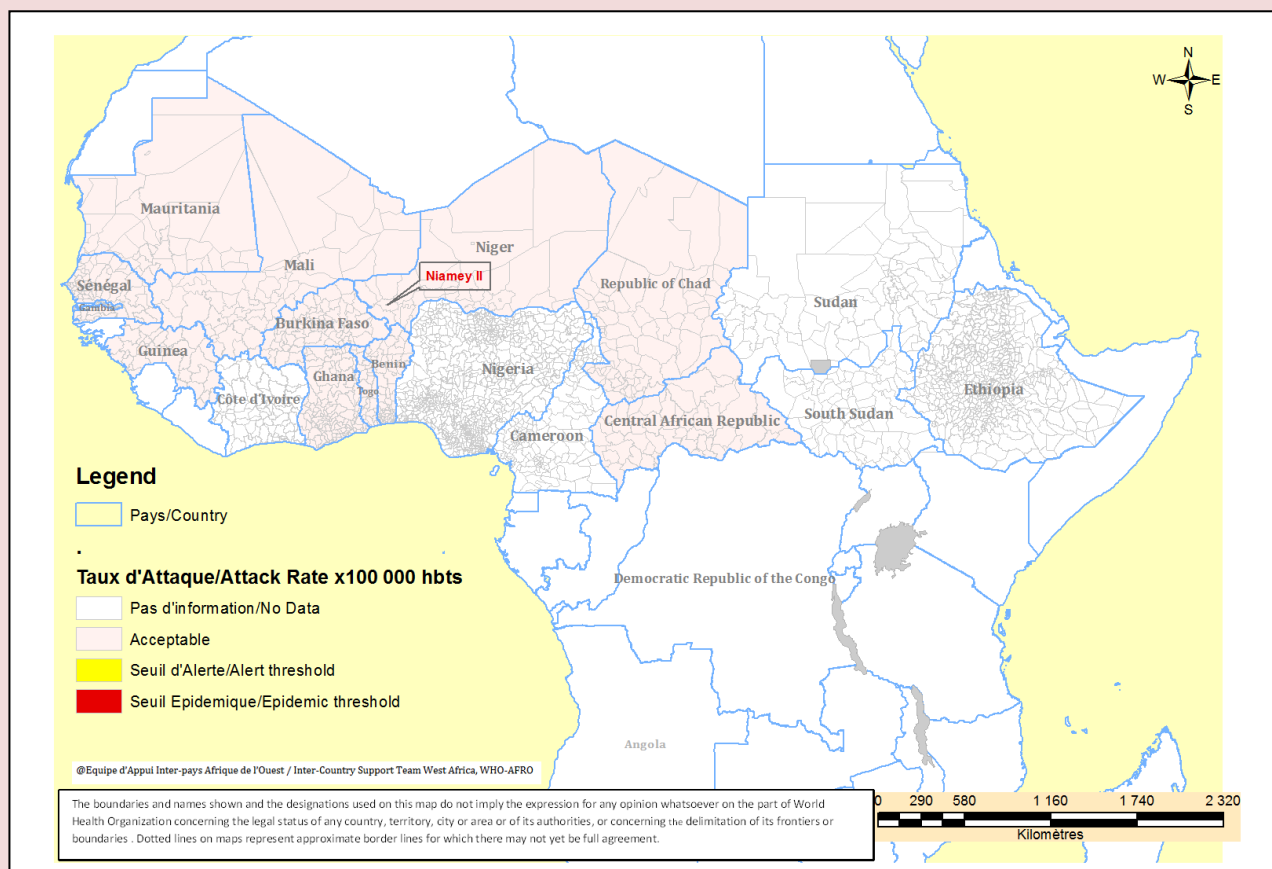 N
W E
S
Mauritania
Mali
Niger
Niamey II
Republic of Chad
Sudan
Sénégal
Gambia
Burkina Faso
Guinea
Ghana
Benin
Togo
Nigeria
Côte d'Ivoire
Cameroon
Central African Republic
South Sudan
Ethiopia
Democratic Republic of the Congo
Angola
Legend
Pays/Country
.
Taux d'Attaque/Attack Rate x100 000 hbts
Pas d'information/No Data
Acceptable
Seuil d'Alerte/Alert threshold
Seuil Epidemique/Epidemic threshold
@Equipe d'Appui Inter-pays Afrique de l'Ouest / Inter-Country Support Team West Africa, WHO-AFRO
The boundaries and names shown and the designations used on this map do not imply the expression for any opinion whatsoever on the part of World
Health Organization concerning the legal status of any country, territory, city or area or of its authorities, or concerning the delimitation of its frontiers or
boundaries . Dotted lines on maps represent approximate border lines for which there may not yet be full agreement.
0 290 580 1 160 1 740 2 320
Kilomètres